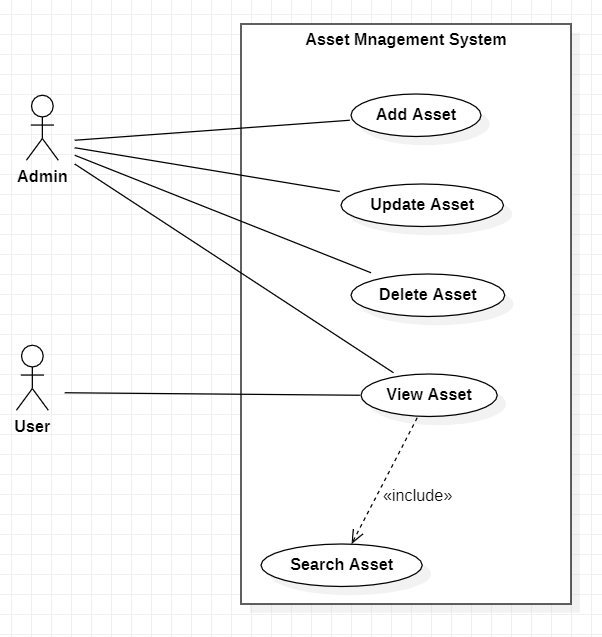 Asset Mnagement System
Add Asset
Admin
Update Asset
Delete Asset
View Asset
User
«include»
Search Asset